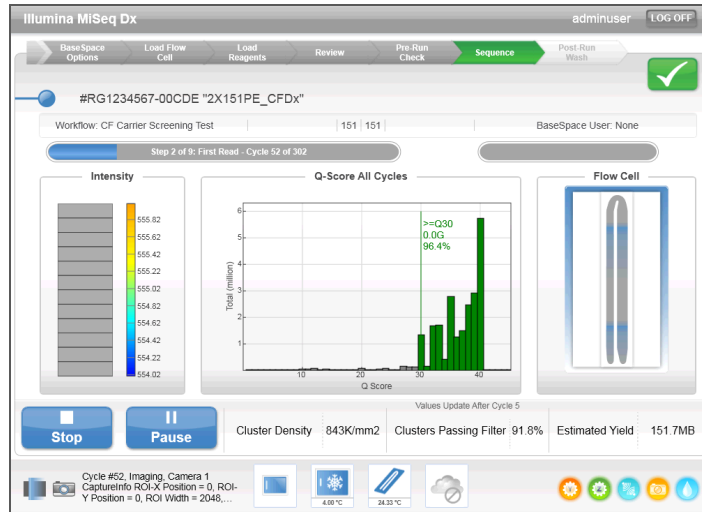 Illumina MiSeq Dx
adminuser
LOG OFF
BaseSpace
Options
Load Flow
Cell
Load
Reagents
Review
Pre-Run
Check
Sequence
Post-Run
Wash
#RG1234567-00CDE "2X151PE_CFDx"
Workflow: CF Carrier Screening Test
151 151
BaseSpace User: None
Step 2 of 9: First Read - Cycle 52 of 302
Intensity
555.82
555.62
555.42
555.22
555.02
554.82
554.62
554.42
554.22
554.02
Q-Score All Cycles
>=Q30
0.0G
96.4%
Total (million)
6
5
4
3
2
1
10 20 30 40
Q Score
Flow Cell
Values Update After Cycle 5
Stop
Pause
Cluster Density 843K/mm2
Clusters Passing Filter 91.8%
Estimated Yield 151.7MB
Cycle #52, Imaging, Camera 1
CaptureInfo ROI-X Position = 0, ROI-
Y Position = 0, ROI Width = 2048,...
4.00 °C
24.33 °C